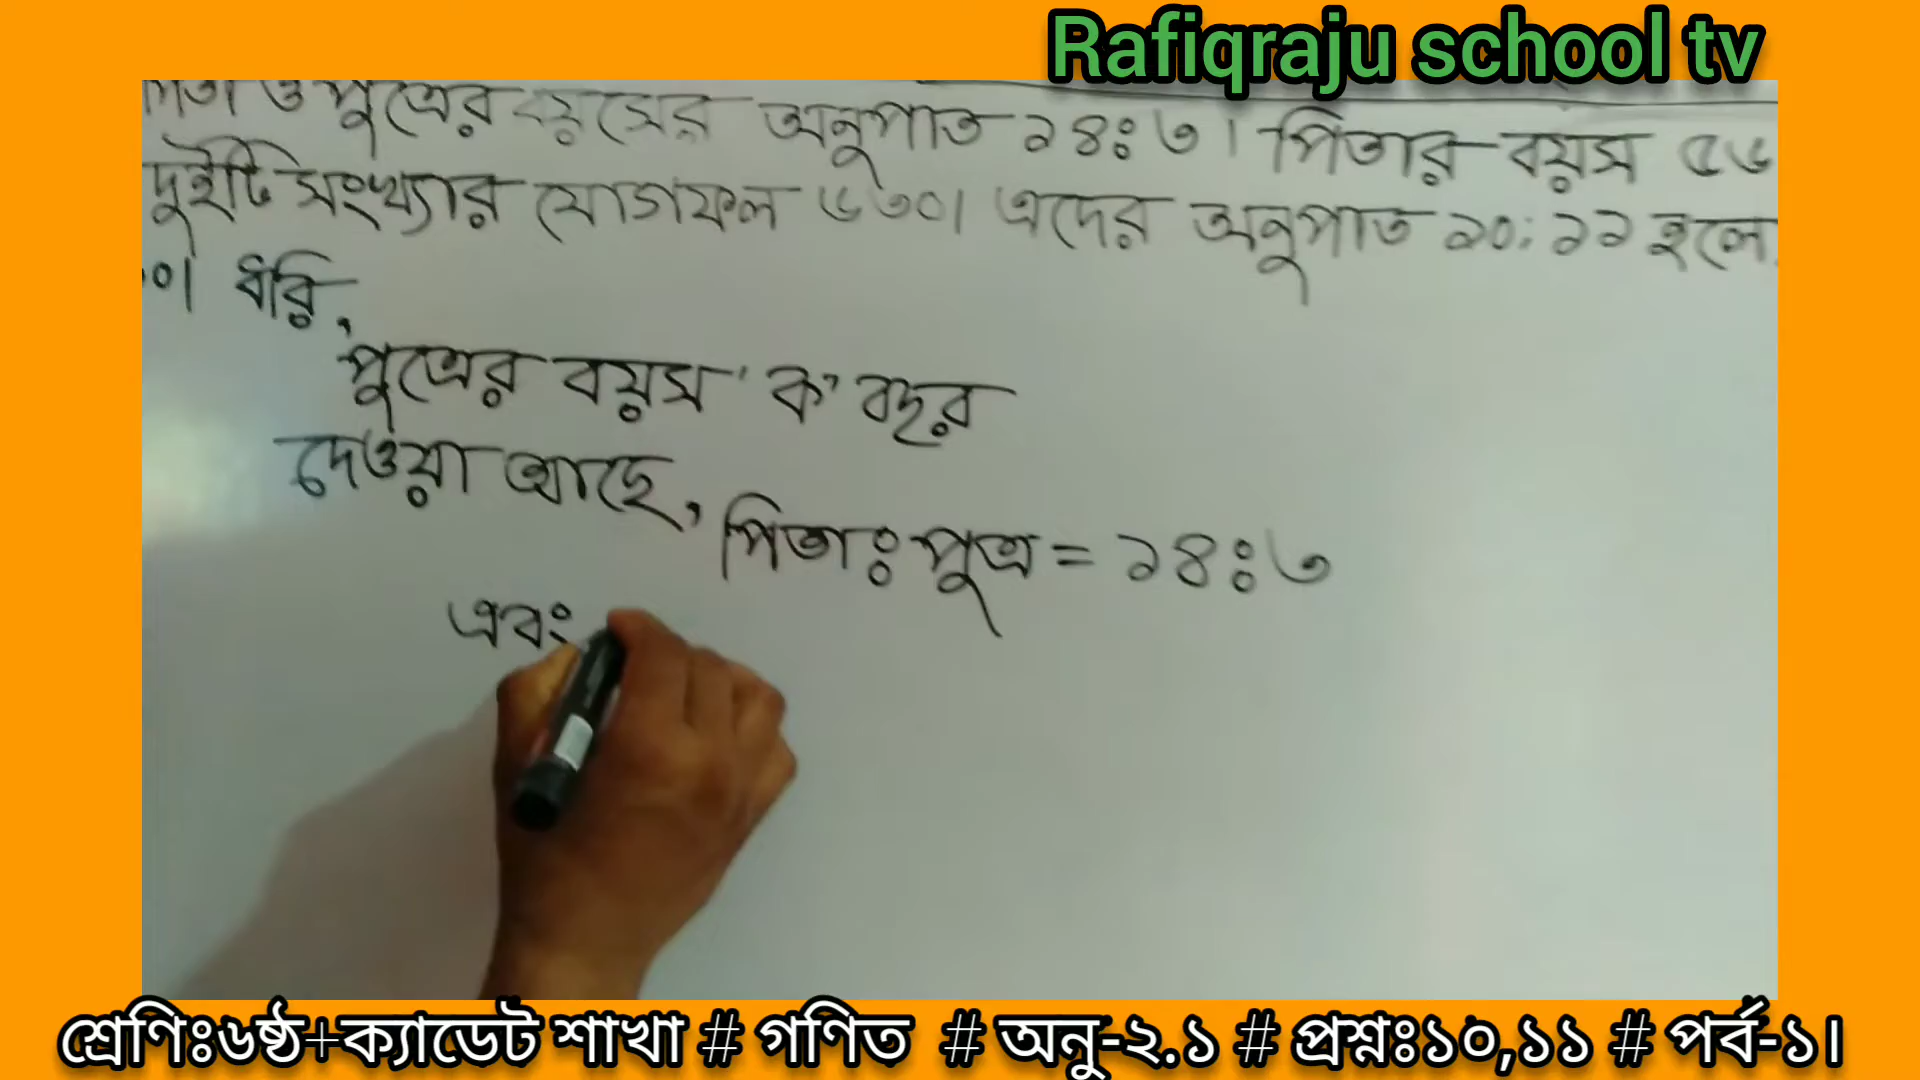 Rafiqraju school tv
পিতা ও পুত্রের বয়সের অনুপাত ১৪ঃ৩। পিতার বয়স ৫৬
দুইটি সংখ্যার যোগফল ৬৩০। এদের অনুপাত ১০ঃ১১ হলে
১০। ধরি,
পুত্রের বয়স 'ক' বছর
দেওয়া আছে, পিতাঃ পুত্র = ১৪ঃ৩
এবং
শ্রেণিঃ৬ষ্ঠ+ক্যাডেট শাখা # গণিত # অনু-২.১ # প্রশ্নঃ১০,১১ # পর্ব-১।